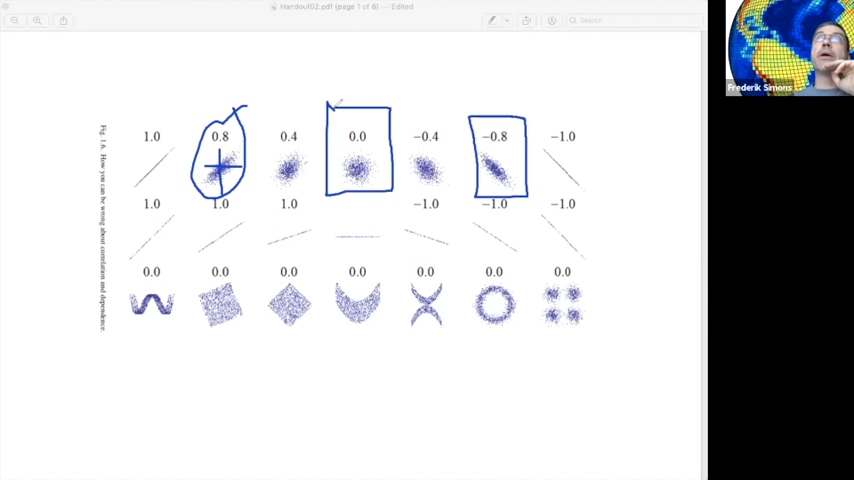 Handout02.pdf (page 1 of 6) — Edited
Search
Frederik Simons
1.0 0.8 0.4 0.0 −0.4 −0.8 −1.0
1.0 1.0 1.0 −1.0 −1.0 −1.0
0.0 0.0 0.0 0.0 0.0 0.0 0.0
Fig. 1.6. How you can be wrong about correlation and dependence.